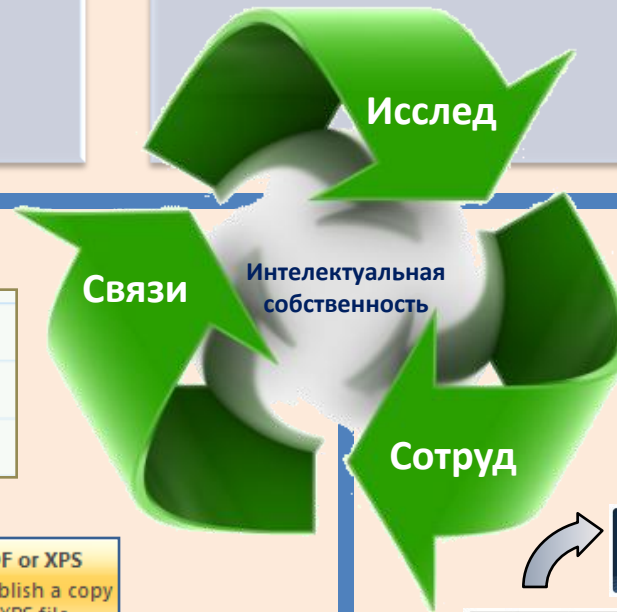 Исслед
Связи
Интелектуальная
собственность
Сотруд
or XPS
blish a copy